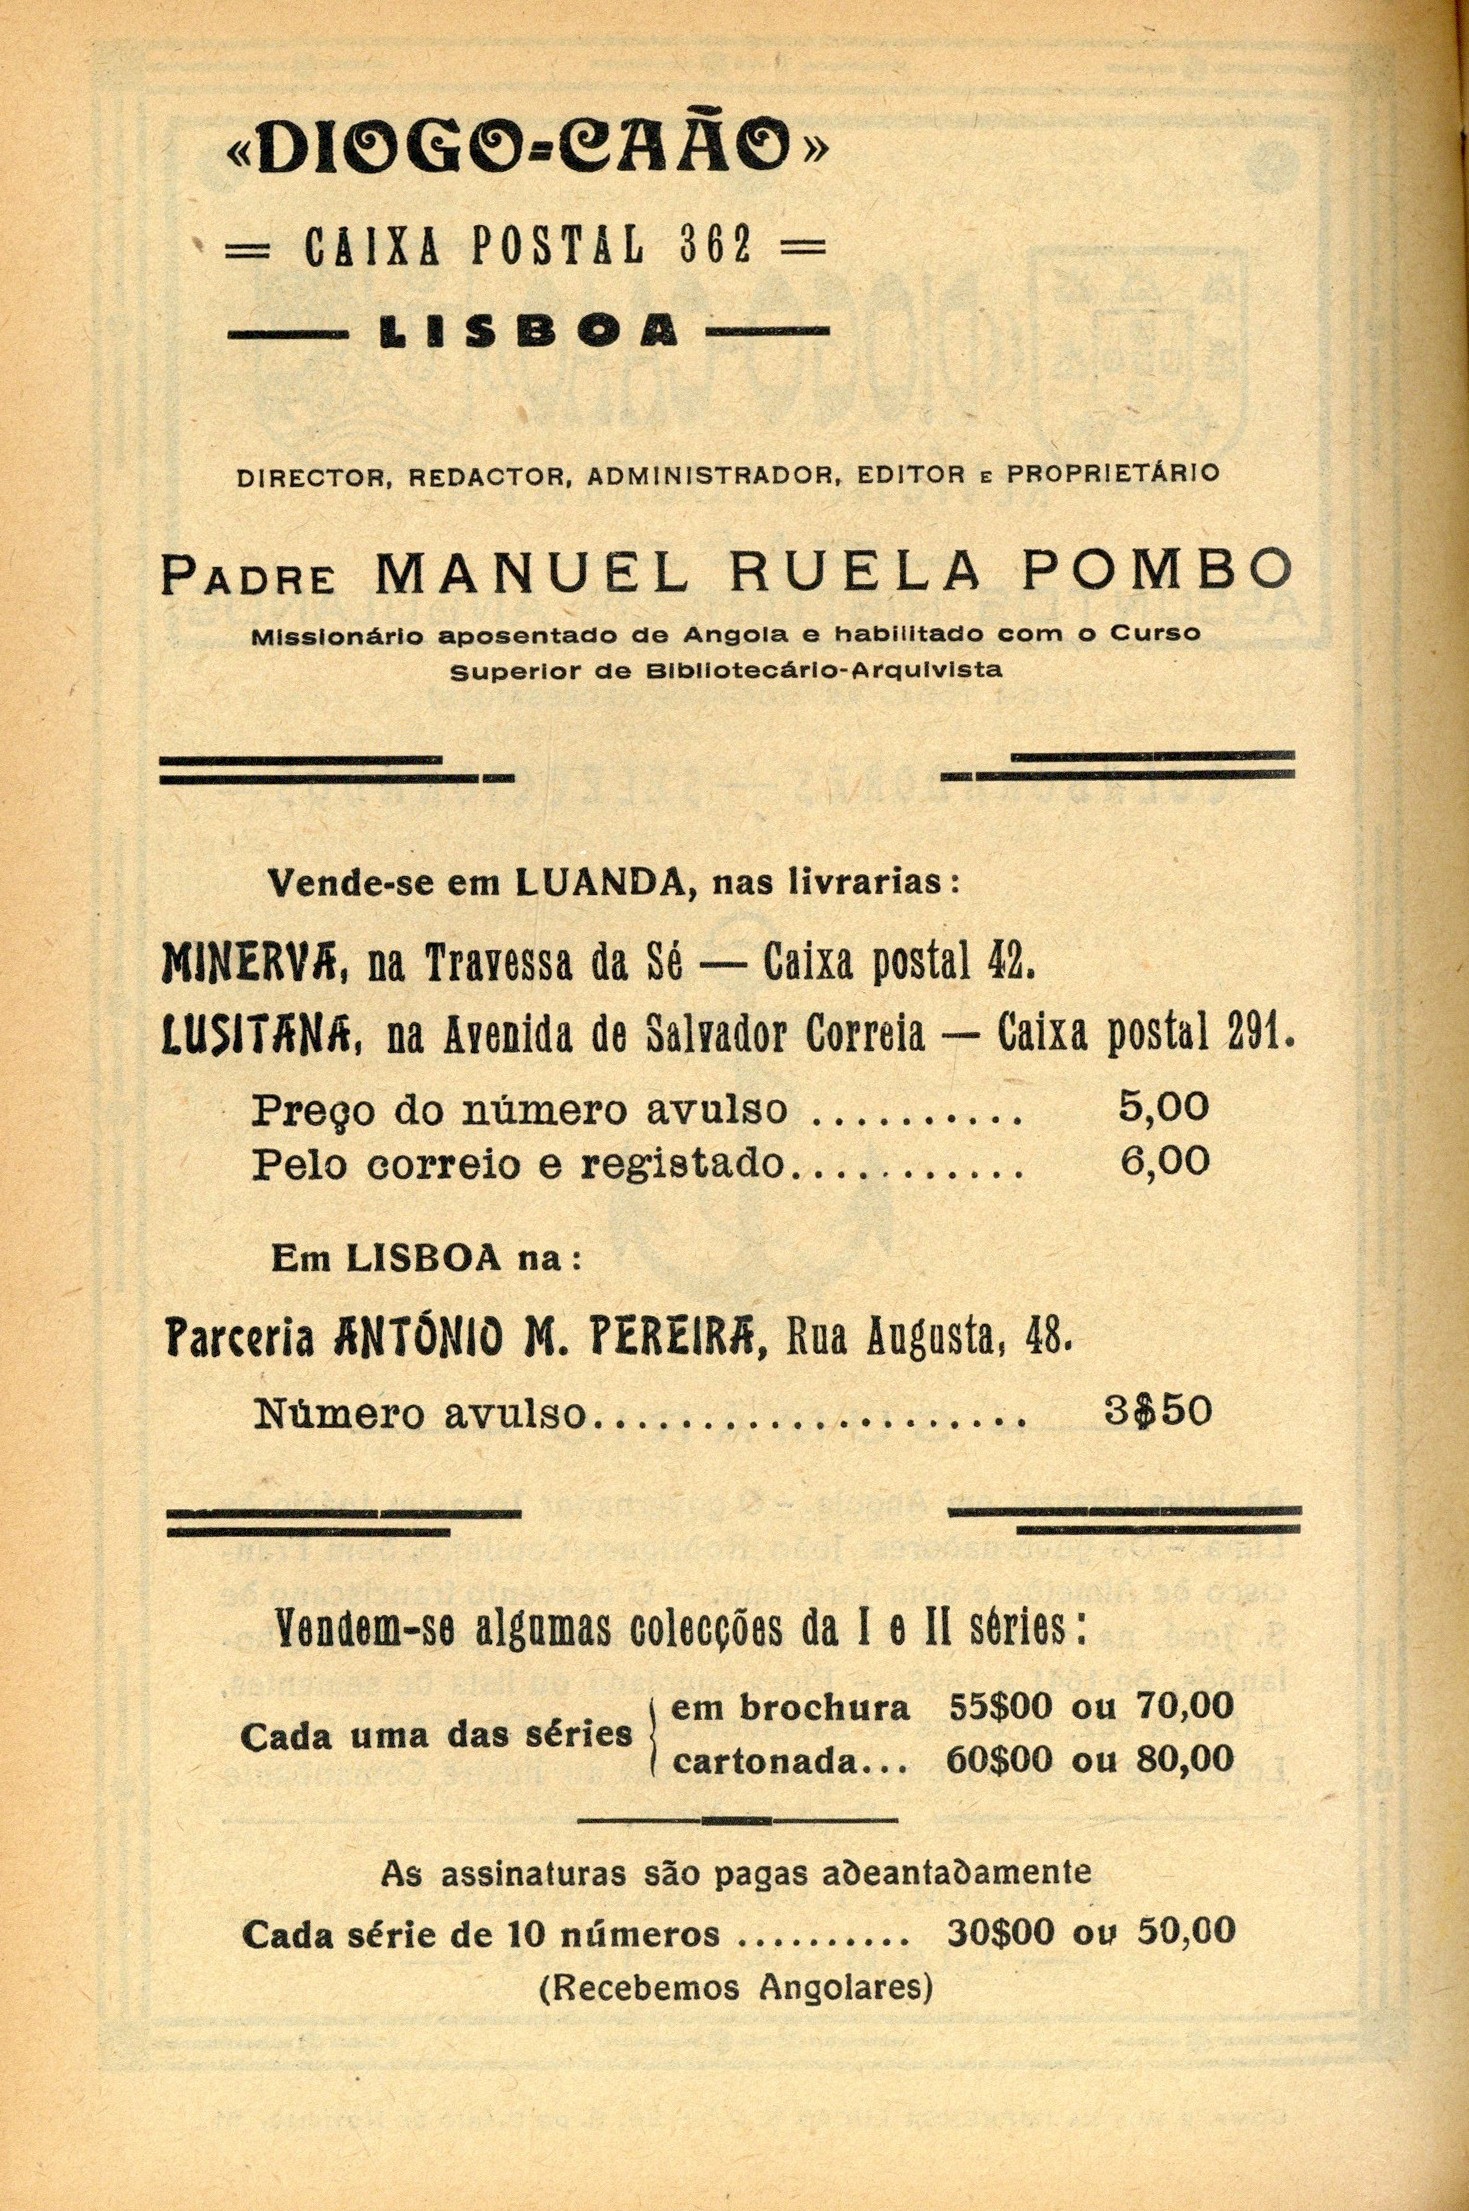 «DIOGO=CAÃO»
= CAIXA POSTAL 362 =
— LISBOA —
DIRECTOR, REDACTOR, ADMINISTRADOR, EDITOR E PROPRIETÁRIO
PADRE MANUEL RUELA POMBO
Missionário aposentado de Angola e habilitado com o Curso
Superior de Bibliotecário-Arquivista
Vende-se em LUANDA, nas livrarias:
MINERVA, na Travessa da Sé — Caixa postal 42.
LUSITANA, na Avenida de Salvador Correia — Caixa postal 291.
Preço do número avulso .......... 5,00
Pelo correio e registado........... 6,00
Em LISBOA na:
Parceria ANTÓNIO M. PEREIRA, Rua Augusta, 48.
Número avulso.................... 3$50
Vendem-se algumas colecções da I e II séries:
em brochura 55$00 ou 70,00
Cada uma das séries
cartonada... 60$00 ou 80,00
As assinaturas são pagas adeantadamente
Cada série de 10 números .......... 30$00 ou 50,00
(Recebemos Angolares)